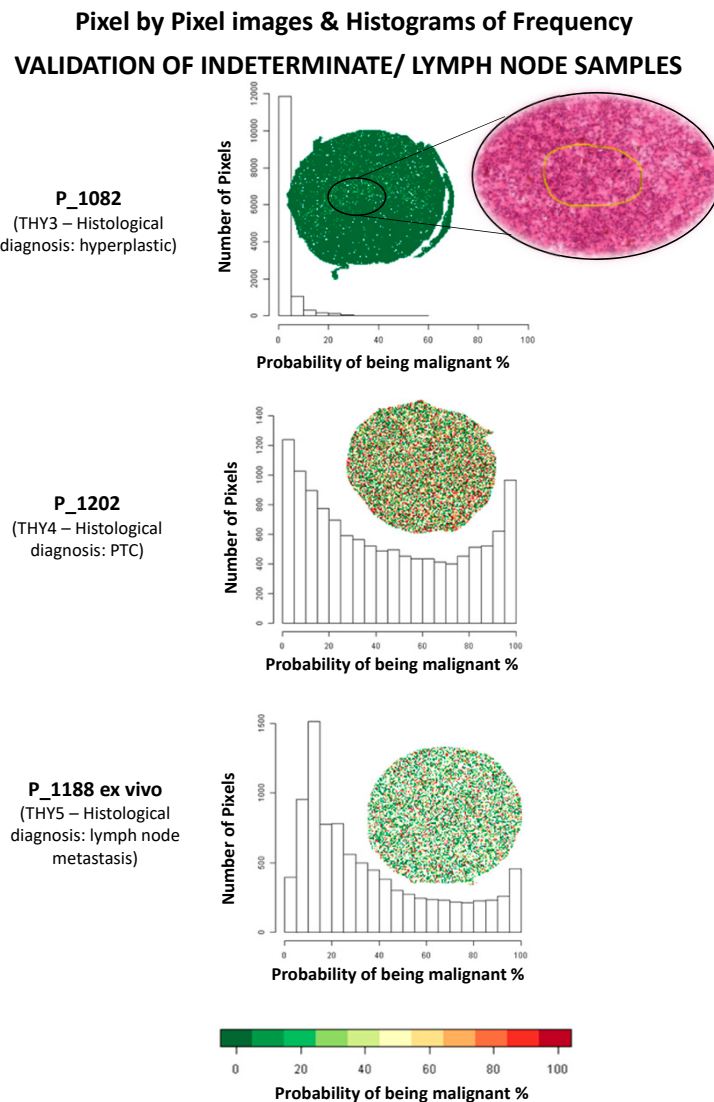 Pixel by Pixel images & Histograms of Frequency
VALIDATION OF INDETERMINATE/ LYMPH NODE SAMPLES
P_1082
(THY3 – Histological
diagnosis: hyperplastic)
Number of Pixels
0 2000 4000 6000 8000 10000 12000
0 20 40 60 80 100
Probability of being malignant %
P_1202
(THY4 – Histological
diagnosis: PTC)
Number of Pixels
0 200 400 600 800 1000 1200 1400
0 20 40 60 80 100
Probability of being malignant %
P_1188 ex vivo
(THY5 – Histological
diagnosis: lymph node
metastasis)
Number of Pixels
0 500 1000 1500
0 20 40 60 80 100
Probability of being malignant %
0 20 40 60 80 100
Probability of being malignant %